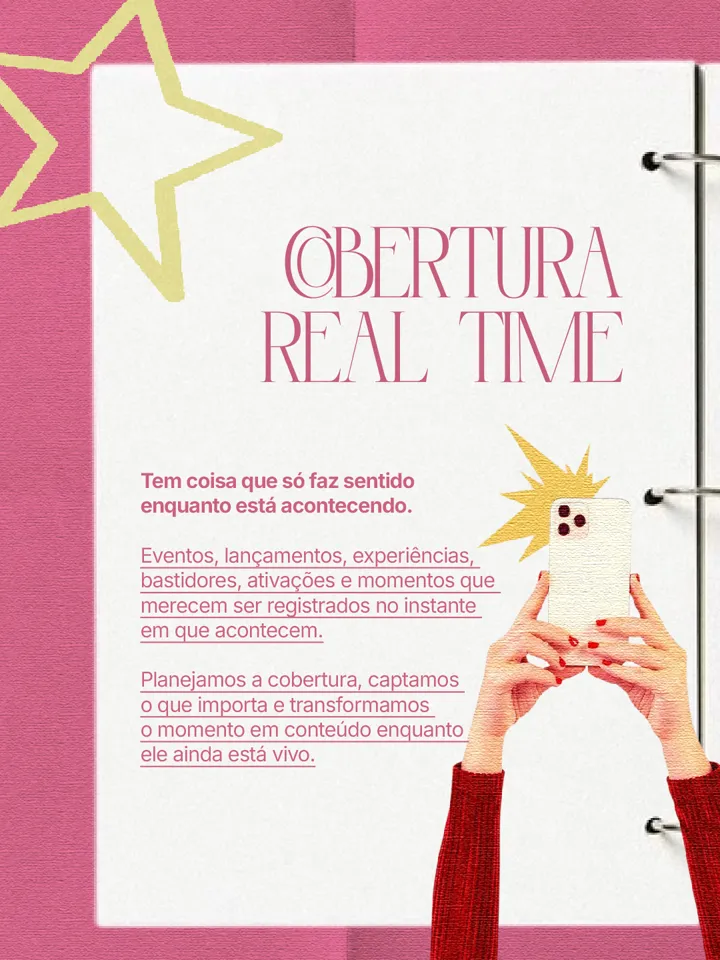 COBERTURA
REAL TIME
Tem coisa que só faz sentido
enquanto está acontecendo.
Eventos, lançamentos, experiências,
bastidores, ativações e momentos que
merecem ser registrados no instante
em que acontecem.
Planejamos a cobertura, captamos
o que importa e transformamos
o momento em conteúdo enquanto
ele ainda está vivo.